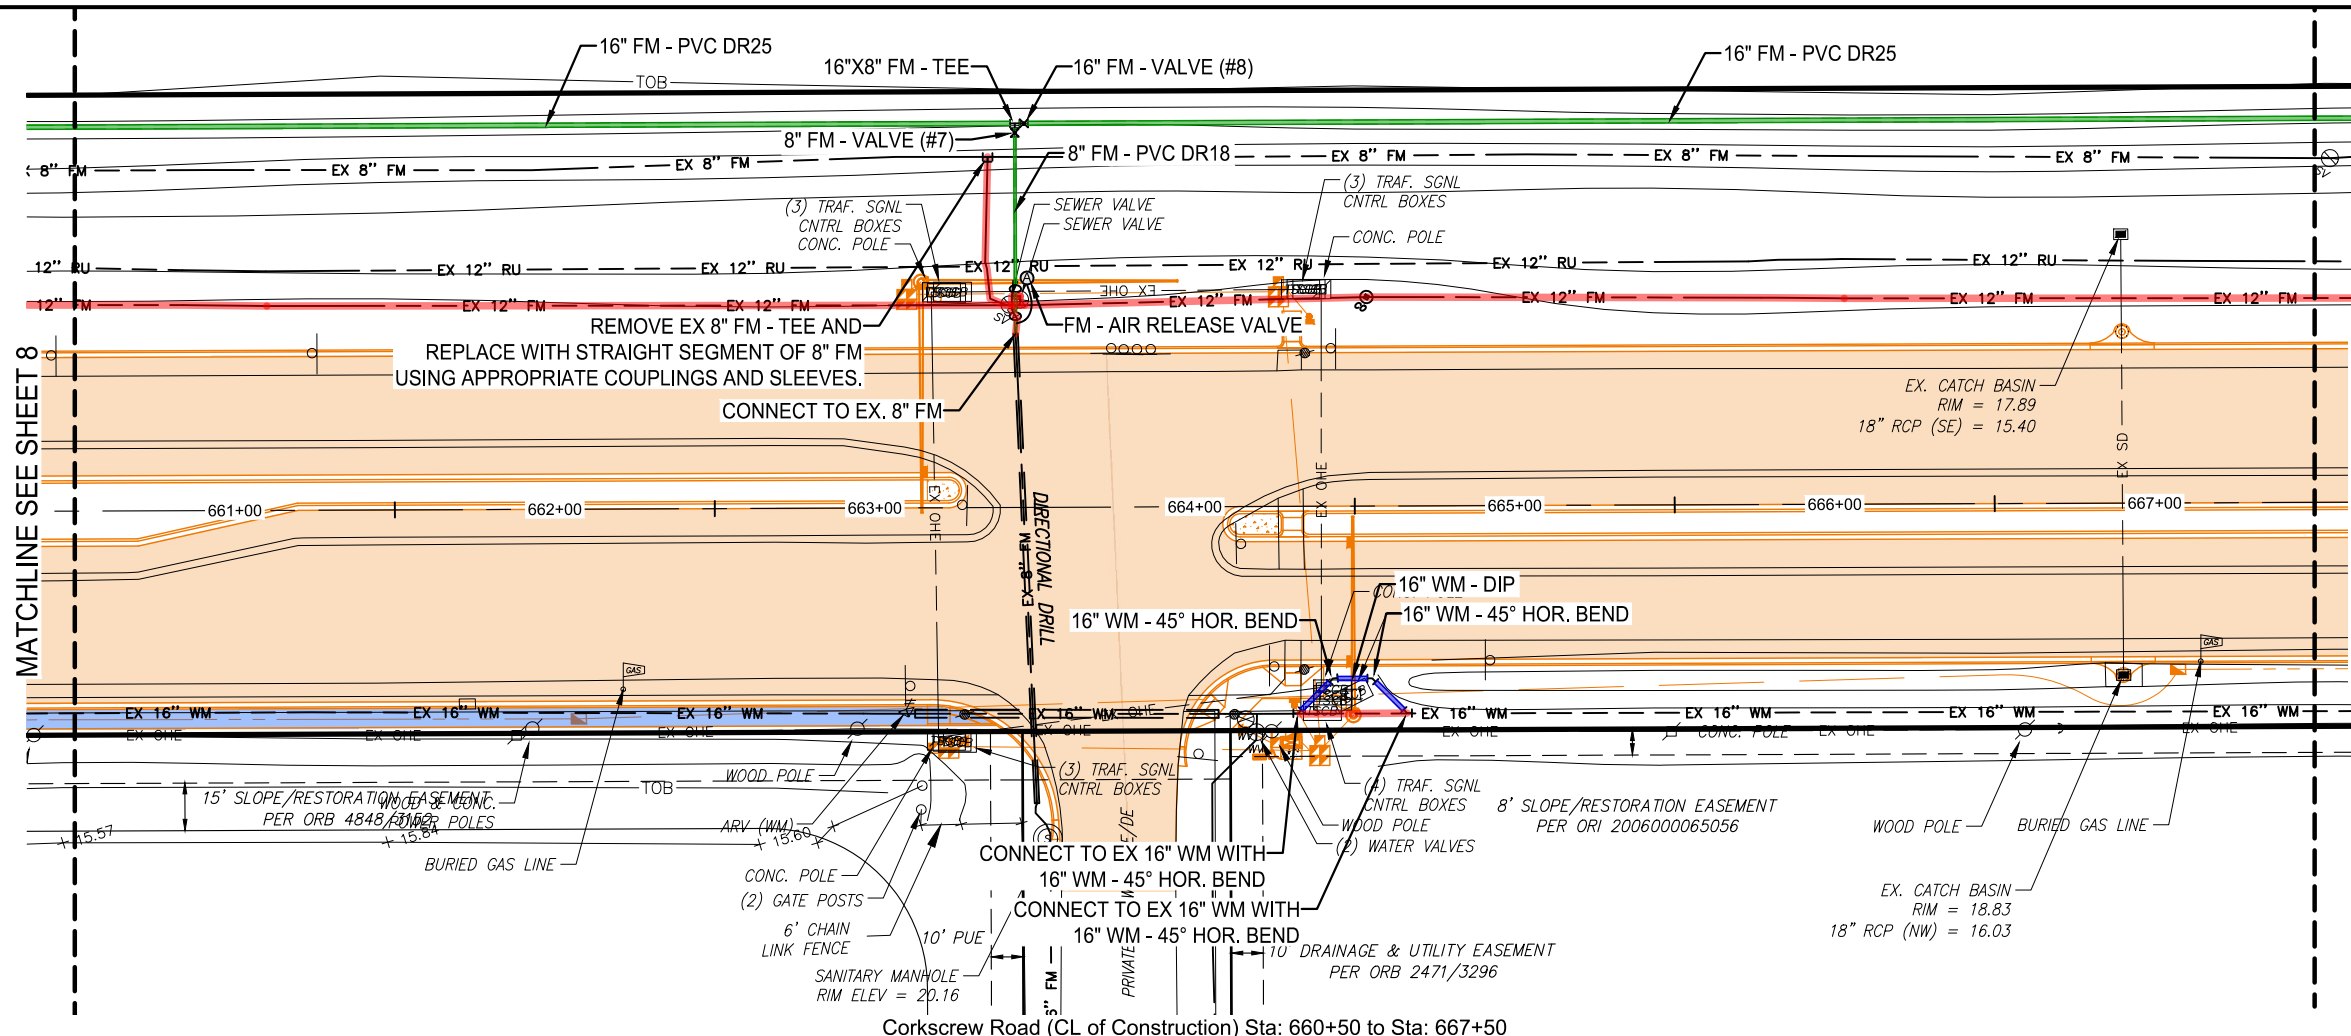 16" FM - PVC DR25
16"X8" FM - TEE
16" FM - VALVE (#8)
16" FM - PVC DR25
TOB
8" FM - VALVE (#7)
8" FM - PVC DR18
EX 8" FM
EX 8" FM
EX 8" FM
EX 8" FM
EX 8" FM
EX 8" FM
SV
(3) TRAF. SGNL
CNTRL BOXES
CONC. POLE
SEWER VALVE
SEWER VALVE
(3) TRAF. SGNL
CNTRL BOXES
CONC. POLE
12" RU
EX 12" RU
EX 12" RU
EX 12" RU
EX 12" RU
EX 12" RU
EX 12" RU
A
EX OHE
12" FM
EX 12" FM
EX 12" FM
EX 12" FM
EX 12" FM
EX 12" FM
EX 12" FM
SV
REMOVE EX 8" FM - TEE AND
REPLACE WITH STRAIGHT SEGMENT OF 8" FM
USING APPROPRIATE COUPLINGS AND SLEEVES.
FM - AIR RELEASE VALVE
CONNECT TO EX. 8" FM
EX. CATCH BASIN
RIM = 17.89
18" RCP (SE) = 15.40
MATCHLINE SEE SHEET 8
EX OHE
EX OHE
EX SD
661+00
662+00
663+00
664+00
665+00
666+00
667+00
DIRECTIONAL DRILL
EX 8" FM
16" WM - DIP
16" WM - 45° HOR. BEND
16" WM - 45° HOR. BEND
GAS
GAS
EX 16" WM
EX 16" WM
EX 16" WM
EX 16" WM
EX 16" WM
EX 16" WM
EX 16" WM
EX 16" WM
EX OHE
EX OHE
EX OHE
EX OHE
EX OHE
EX OHE
EX OHE
CONC. POLE
WOOD POLE
TOB
(3) TRAF. SGNL
CNTRL BOXES
(4) TRAF. SGNL
CNTRL BOXES
WOOD POLE
(2) WATER VALVES
15' SLOPE/RESTORATION EASEMENT
PER ORB 4848/3152
WOOD & CONC.
POWER POLES
15.57
15.84
15.60
ARV (WM)
BURIED GAS LINE
8' SLOPE/RESTORATION EASEMENT
PER ORI 2006000065056
WOOD POLE
BURIED GAS LINE
CONC. POLE
(2) GATE POSTS
6' CHAIN
LINK FENCE
CONNECT TO EX 16" WM WITH
16" WM - 45° HOR. BEND
CONNECT TO EX 16" WM WITH
16" WM - 45° HOR. BEND
10' PUE
10' DRAINAGE & UTILITY EASEMENT
PER ORB 2471/3296
EX. CATCH BASIN
RIM = 18.83
18" RCP (NW) = 16.03
SANITARY MANHOLE
RIM ELEV = 20.16
PRIVATE
Corkscrew Road (CL of Construction) Sta: 660+50 to Sta: 667+50